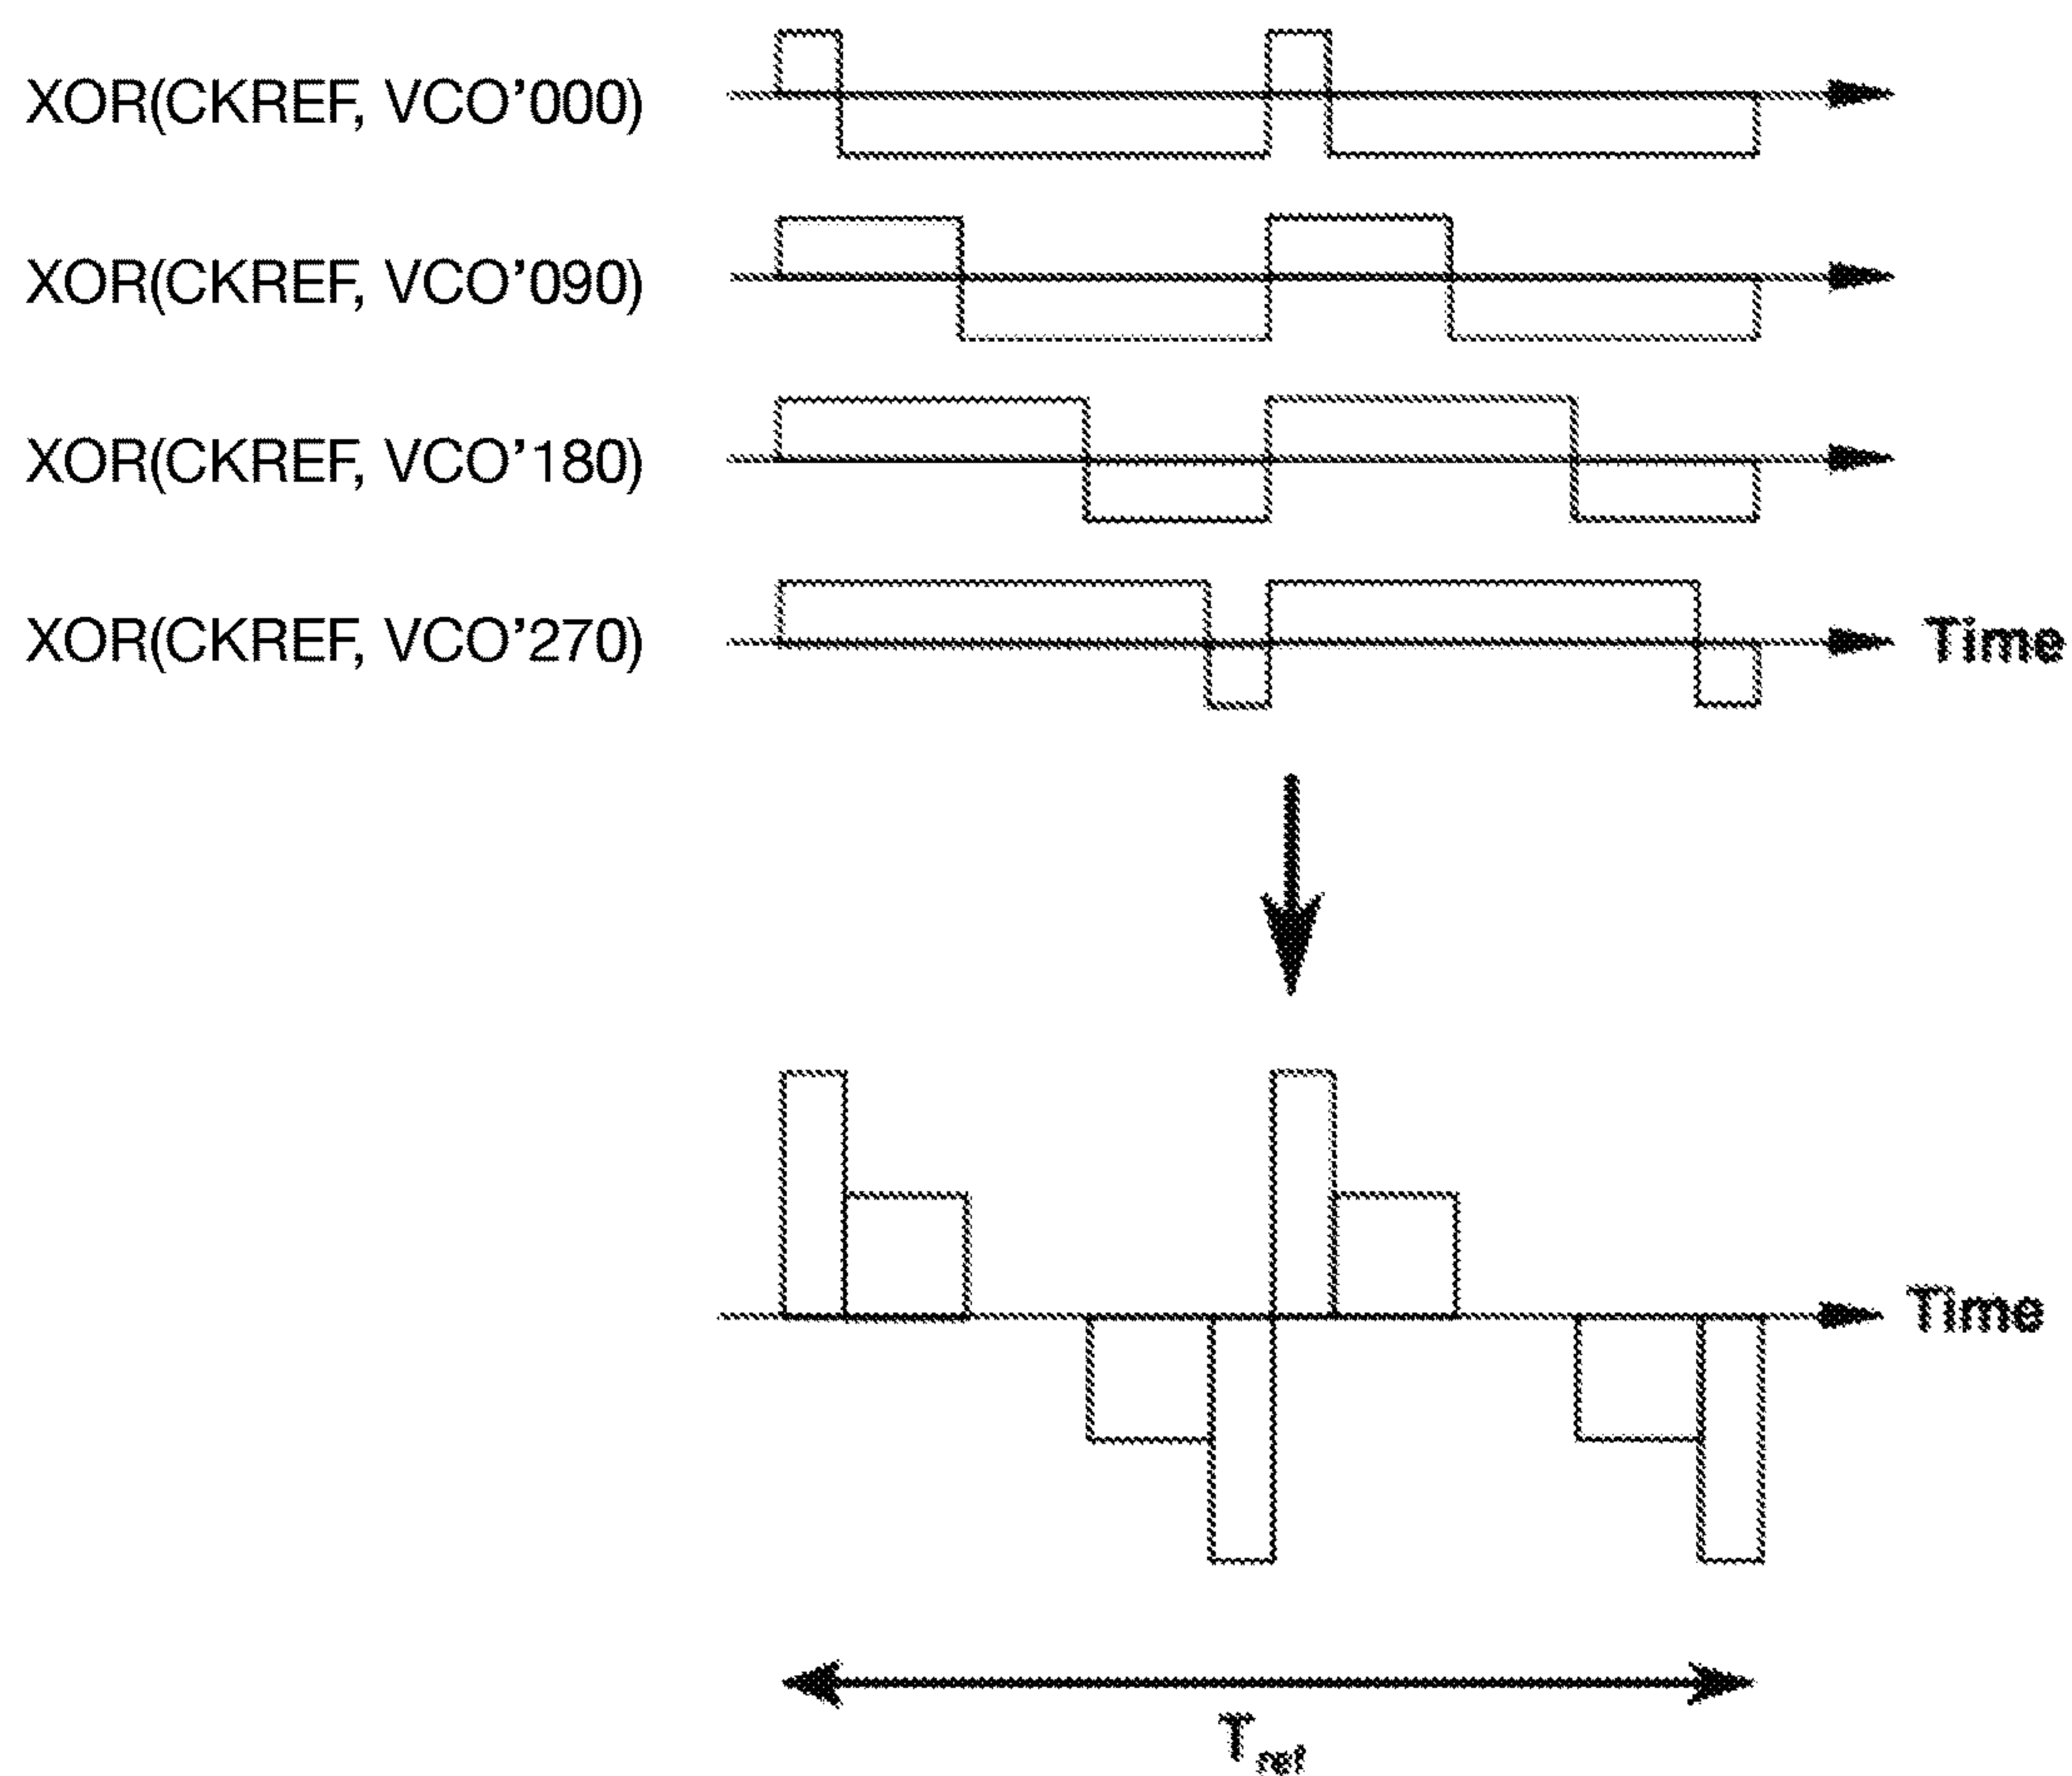 XOR(CKREF, VCO’000)
XOR(CKREF, VCO’090)
XOR(CKREF, VCO’180)
XOR(CKREF, VCO’270)
Time
Time
Tref